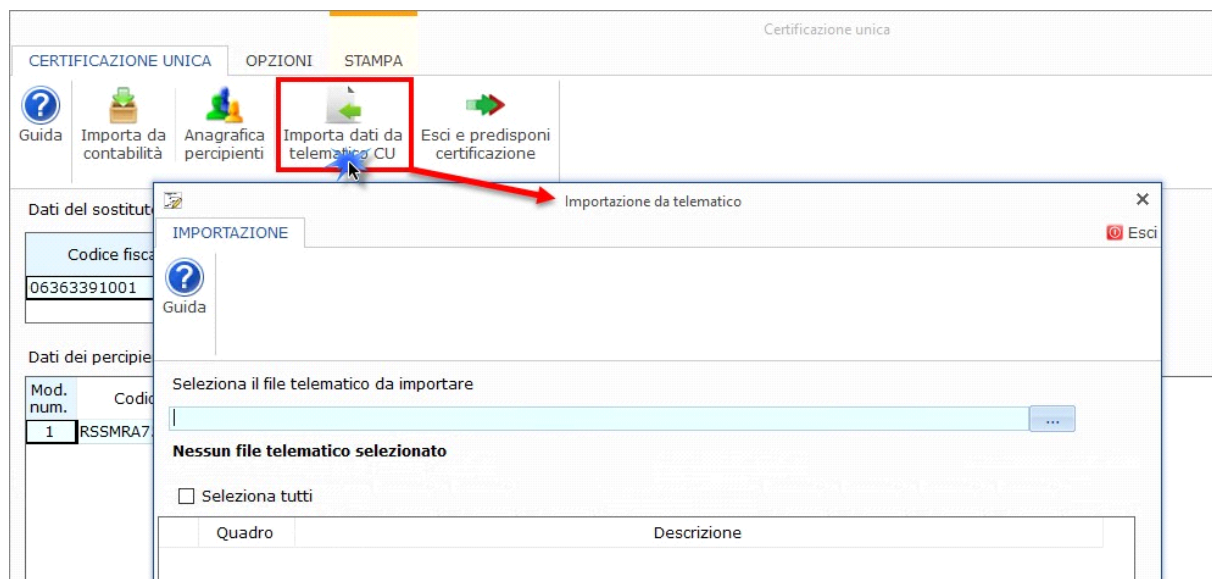 Certificazione unica
CERTIFICAZIONE UNICA OPZIONI STAMPA
Guida
Importa da
contabilità
Anagrafica
percipienti
Importa dati da
telematico CU
Esci e predisponi
certificazione
Dati del sostitut
Importazione da telematico
IMPORTAZIONE
Esci
Codice fisca
06363391001
Guida
Dati dei percipie
Mod.
num.
Codic
1 RSSMRA7
Seleziona il file telematico da importare
...
Nessun file telematico selezionato
Seleziona tutti
Quadro Descrizione